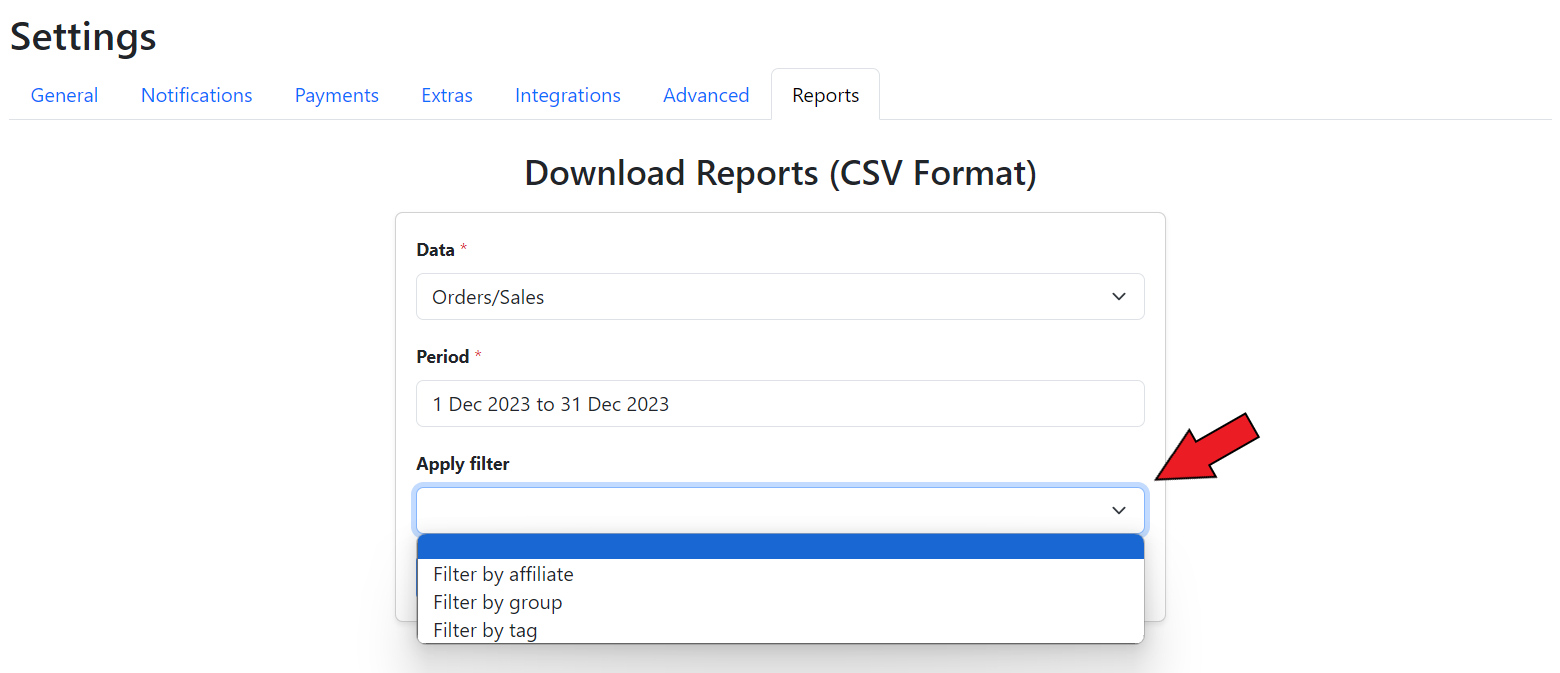 Settings
General Notifications Payments Extras Integrations Advanced Reports
Download Reports (CSV Format)
Data *
Orders/Sales
Period *
1 Dec 2023 to 31 Dec 2023
Apply filter
Filter by affiliate
Filter by group
Filter by tag